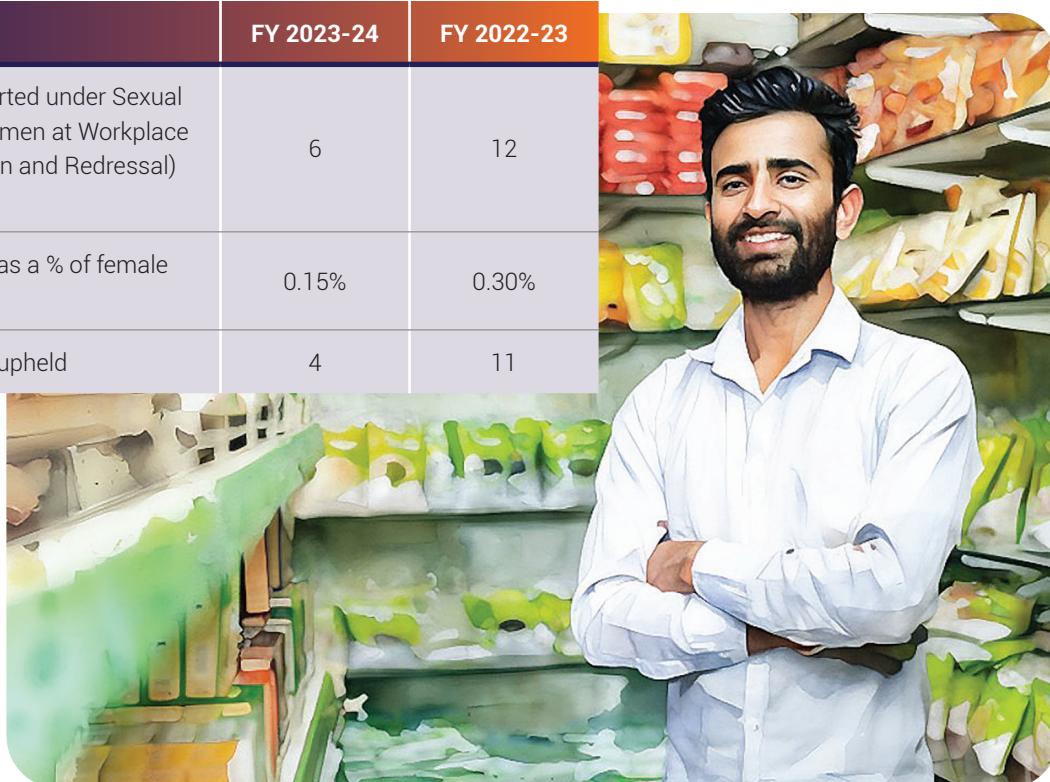 FY 2023-24 FY 2022-23
rted under Sexual
men at Workplace
n and Redressal)
6 12
as a % of female
0.15% 0.30%
upheld 4 11